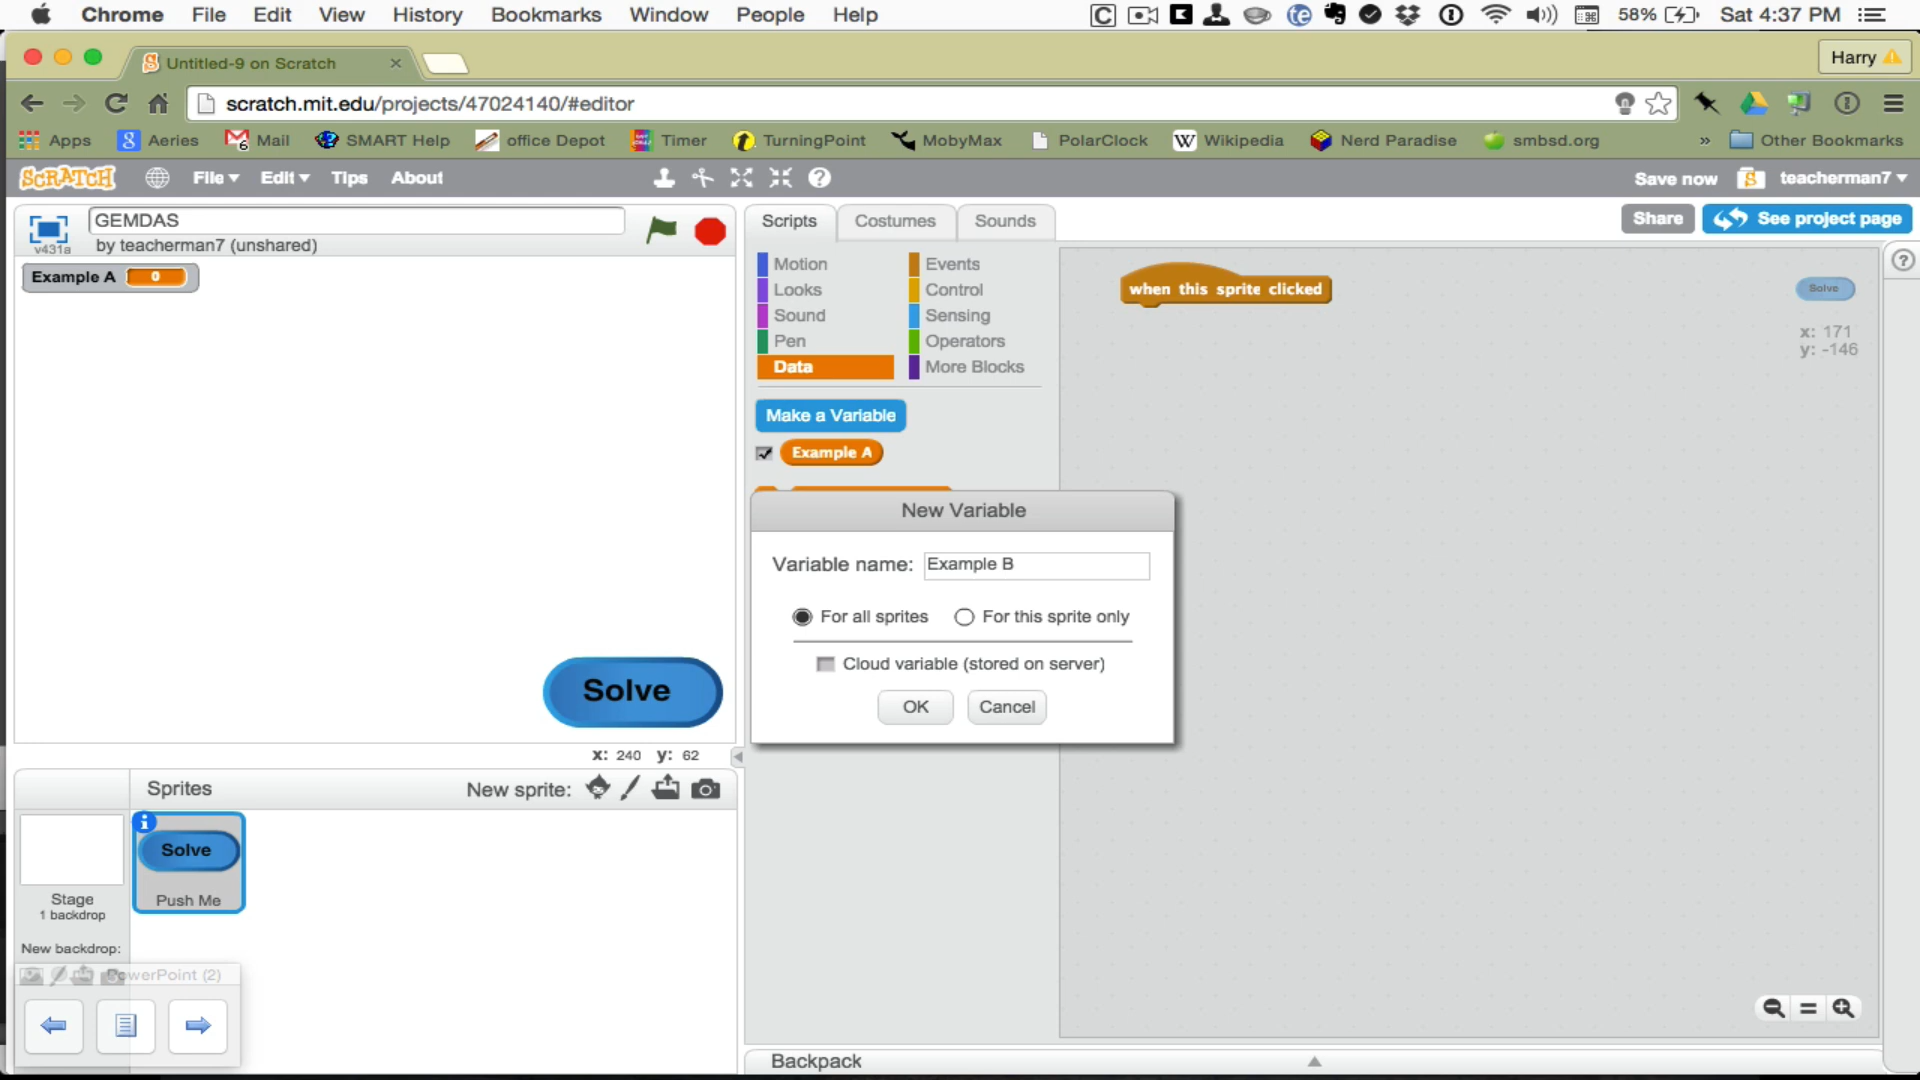 Chrome File Edit View History Bookmarks Window People Help 58% Sat 4:37 PM
Untitled-9 on Scratch Harry
scratch.mit.edu/projects/47024140/#editor
Apps Aeries Mail SMART Help office Depot Timer TurningPoint MobyMax PolarClock Wikipedia Nerd Paradise smbsd.org » Other Bookmarks
SCRATCH File Edit Tips About Save now teacherman7
GEMDAS
v431a
by teacherman7 (unshared)
Scripts Costumes Sounds
Share See project page
Example A 0
Motion Events
Looks Control
Sound Sensing
Pen Operators
Data More Blocks
Make a Variable
Example A
when this sprite clicked
Solve
x: 171
y: -146
New Variable
Variable name: Example B
For all sprites For this sprite only
Cloud variable (stored on server)
OK Cancel
Solve
x: 240 y: 62
Sprites New sprite:
Solve
Push Me
Stage
1 backdrop
New backdrop:
PowerPoint (2)
Backpack